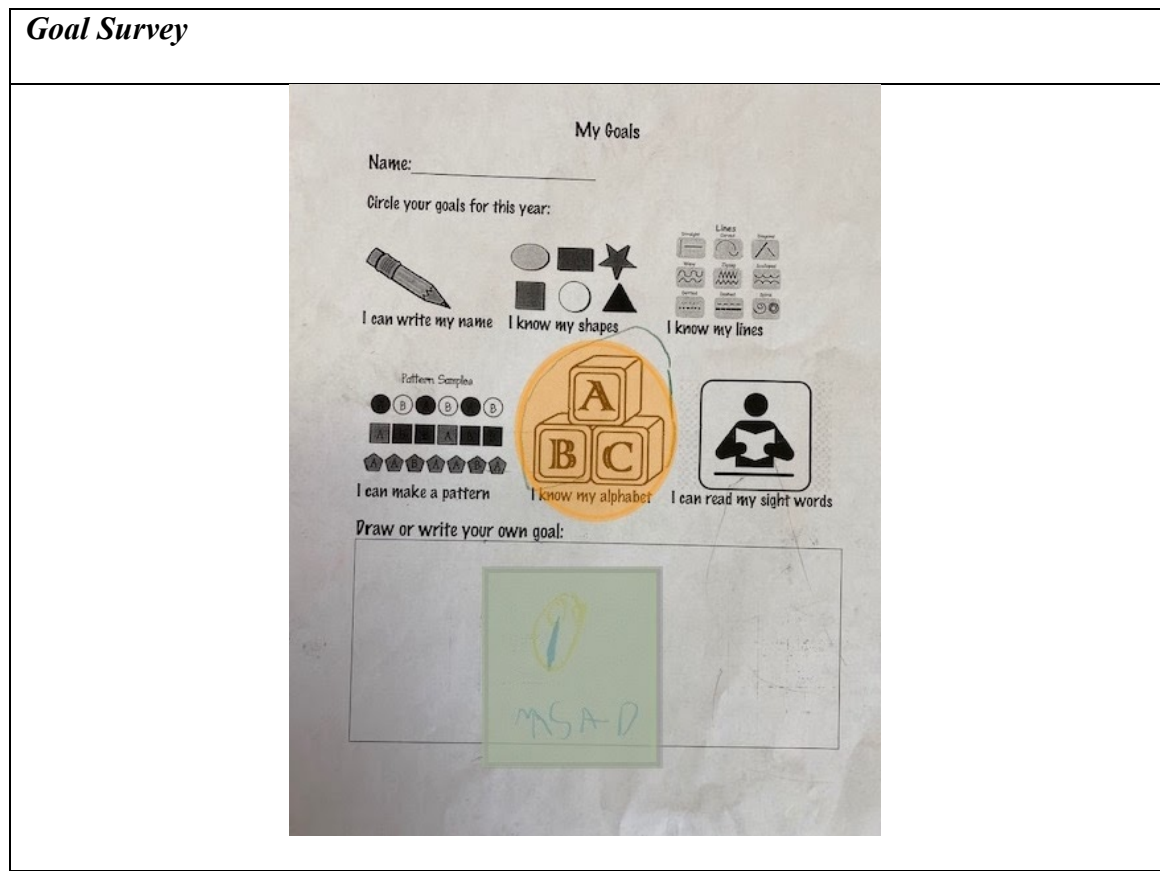 Goal Survey
My Goals
Name:
Circle your goals for this year:
Lines
I can write my name
I know my shapes
I know my lines
Pattern Samples
A B A B A B
A
A
A A B A A B A
A
B C
I can make a pattern
I know my alphabet
I can read my sight words
Draw or write your own goal:
MSAD